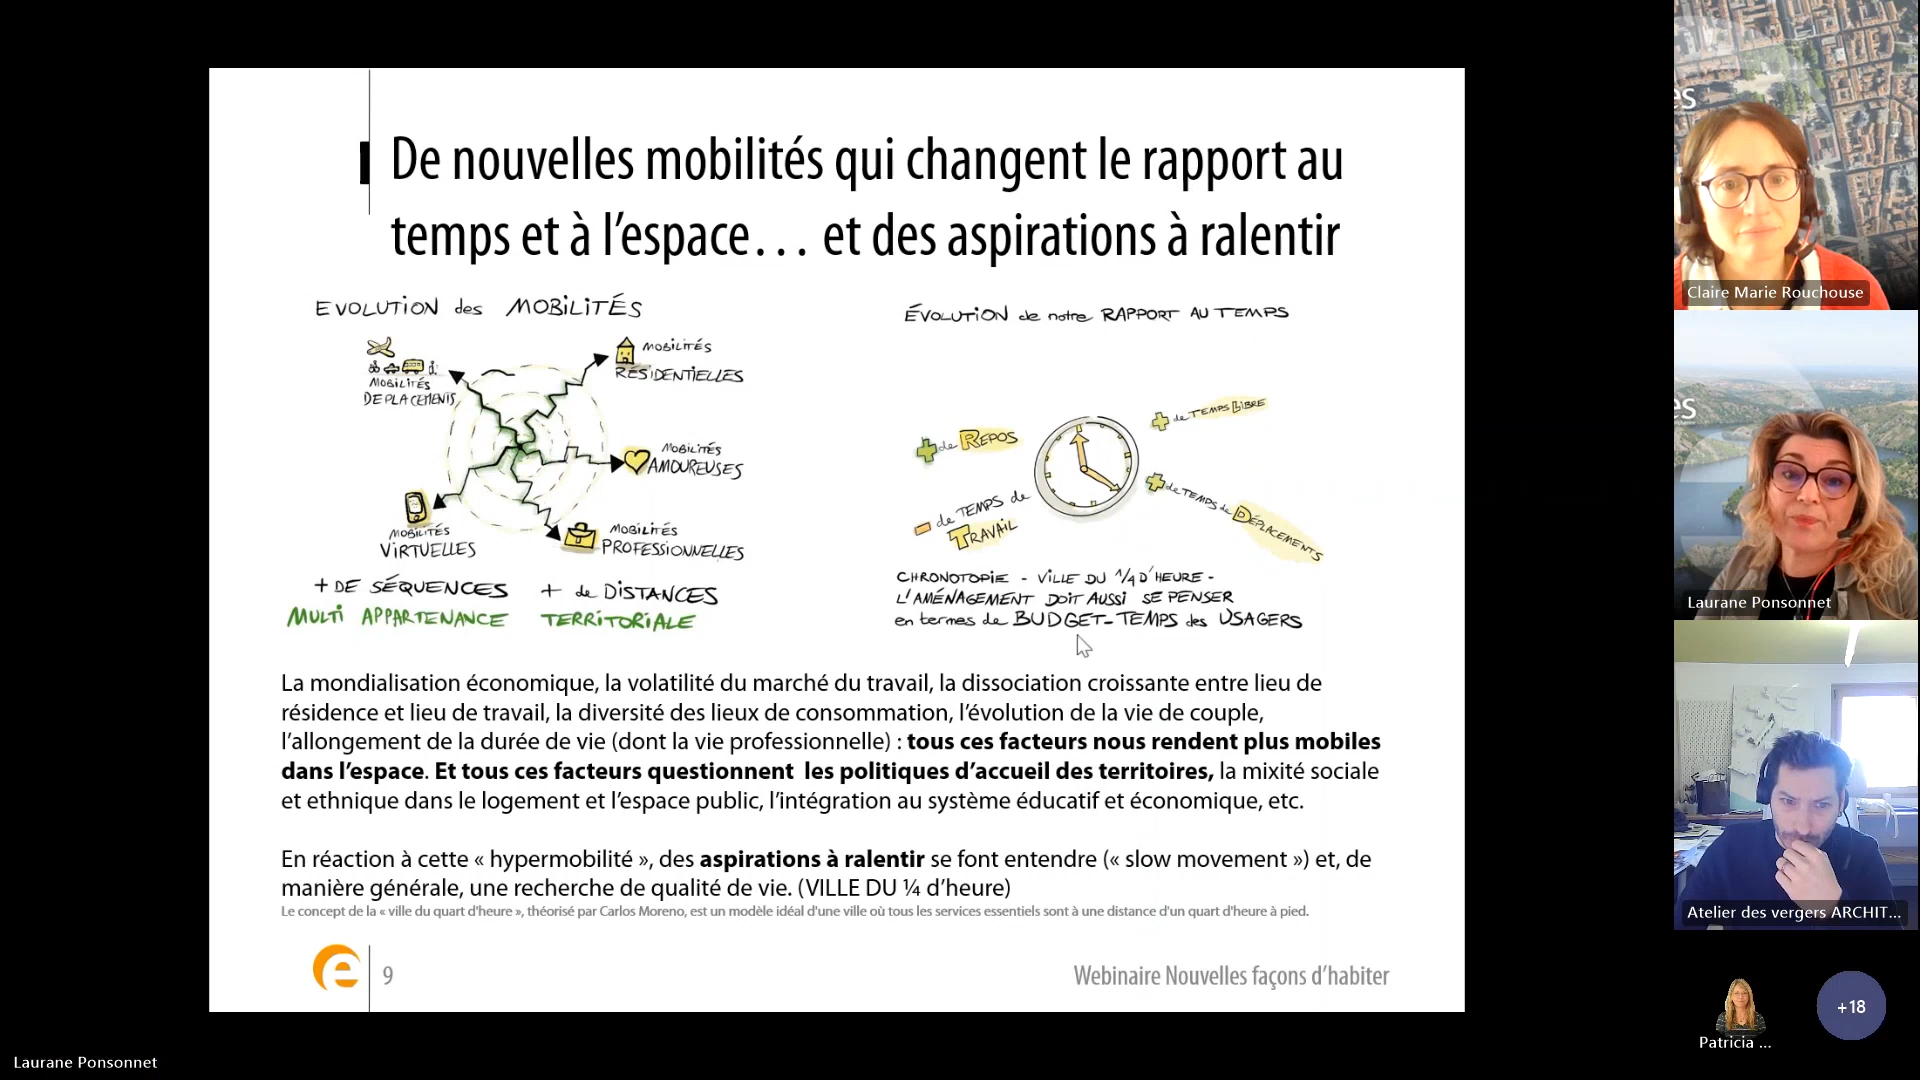 De nouvelles mobilités qui changent le rapport au
temps et à l'espace… et des aspirations à ralentir
EVOLUTION des MOBILITÉS
MOBILITÉS
DEPLACEMENTS
MOBILITÉS
RÉSIDENTIELLES
MOBILITÉS
AMOUREUSES
MOBILITÉS
VIRTUELLES
MOBILITÉS
PROFESSIONNELLES
+ DE SÉQUENCES + de DISTANCES
MULTI APPARTENANCE TERRITORIALE
ÉVOLUTION de notre RAPPORT AU TEMPS
+ de REPOS
+ de TEMPS LIBRE
- de TEMPS de
TRAVAIL
+ de TEMPS de DÉPLACEMENTS
CHRONOTOPIE - VILLE DU 1/4 D'HEURE -
L'AMÉNAGEMENT DOIT AUSSI SE PENSER
en termes de BUDGET-TEMPS des USAGERS
La mondialisation économique, la volatilité du marché du travail, la dissociation croissante entre lieu de
résidence et lieu de travail, la diversité des lieux de consommation, l'évolution de la vie de couple,
l'allongement de la durée de vie (dont la vie professionnelle) : tous ces facteurs nous rendent plus mobiles
dans l'espace. Et tous ces facteurs questionnent les politiques d'accueil des territoires, la mixité sociale
et ethnique dans le logement et l'espace public, l'intégration au système éducatif et économique, etc.
En réaction à cette « hypermobilité », des aspirations à ralentir se font entendre (« slow movement ») et, de
manière générale, une recherche de qualité de vie. (VILLE DU ¼ d'heure)
Le concept de la « ville du quart d'heure », théorisé par Carlos Moreno, est un modèle idéal d'une ville où tous les services essentiels sont à une distance d'un quart d'heure à pied.
e
9
Webinaire Nouvelles façons d'habiter
es
Claire Marie Rouchouse
es
Laurane Ponsonnet
Atelier des vergers ARCHIT...
Patricia ...
+18
Laurane Ponsonnet